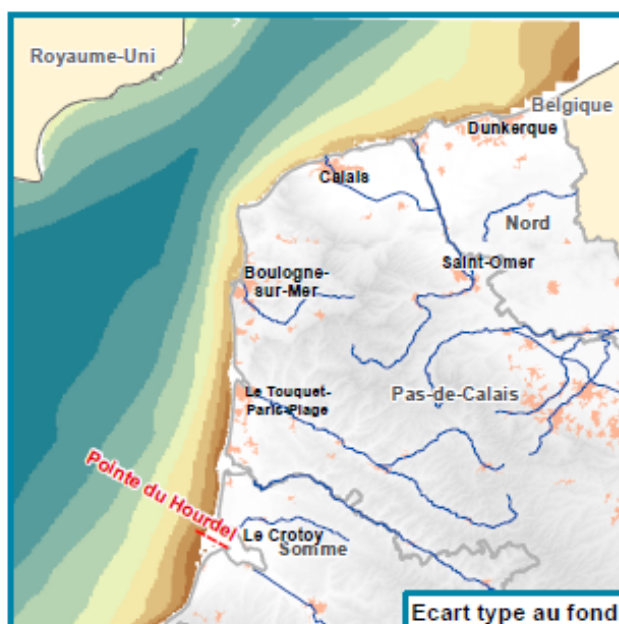 Royaume-Uni
Belgique
Dunkerque
Calais
Nord
Saint-Omer
Boulogne-
sur-Mer
Le Touquet-
Paris-Plage
Pas-de-Calais
Pointe du Hourdel
Le Crotoy
Somme
Ecart type au fond